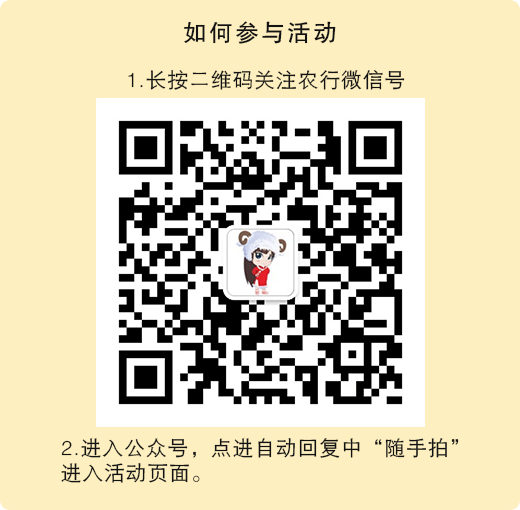 如何参与活动
1.长按二维码关注农行微信号
2.进入公众号，点进自动回复中“随手拍”
进入活动页面。